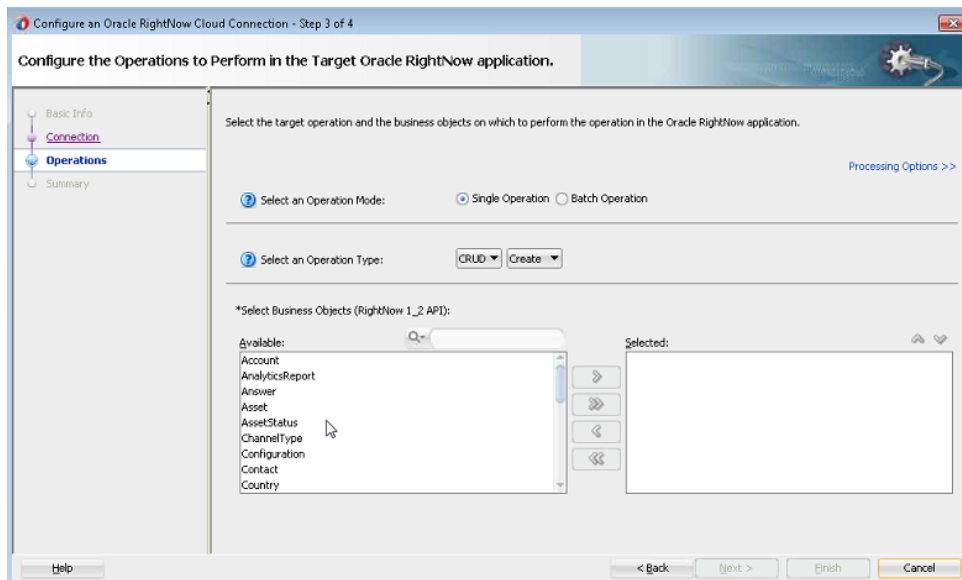 Configure an Oracle RightNow Cloud Connection - Step 3 of 4
Configure the Operations to Perform in the Target Oracle RightNow application.
Basic Info
Connection
Operations
Summary
Select the target operation and the business objects on which to perform the operation in the Oracle RightNow application.
Processing Options >>
Select an Operation Mode: Single Operation Batch Operation
Select an Operation Type: CRUD Create
*Select Business Objects (RightNow 1_2 API):
Available:
Account
AnalyticsReport
Answer
Asset
AssetStatus
ChannelType
Configuration
Contact
Country
Selected:
Help < Back Next > Finish Cancel